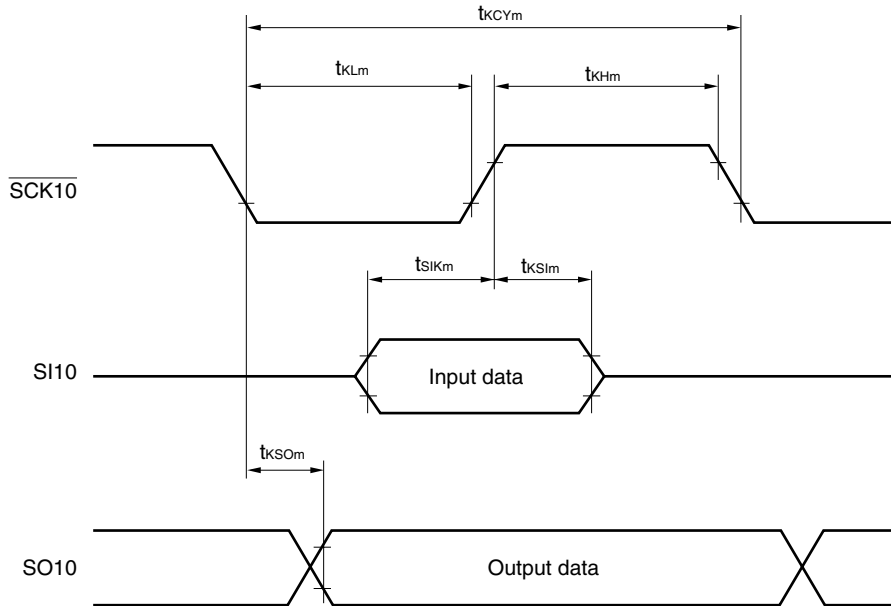 tKCYm
tKLm
tKHm
SCK10
tSIKm
tKSIm
SI10
Input data
tKSOm
SO10
Output data